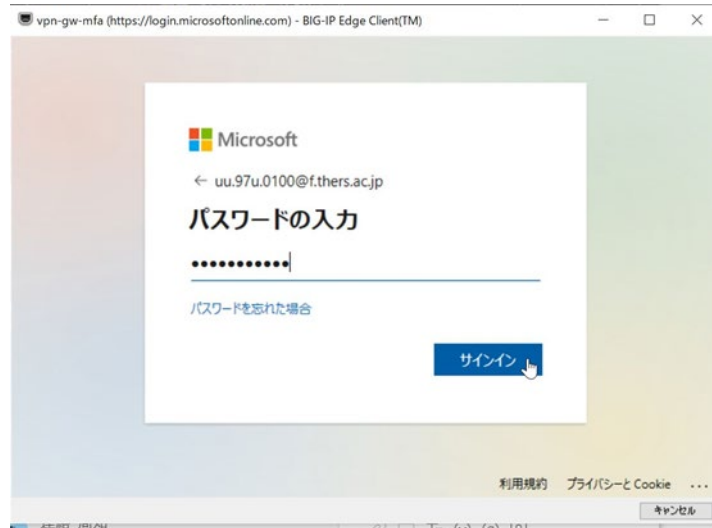 vpn-gw-mfa (https://login.microsoftonline.com) - BIG-IP Edge Client(TM)
Microsoft
← uu.97u.0100@f.thers.ac.jp
パスワードの入力
•••••••••••
パスワードを忘れた場合
サインイン
利用規約 プライバシーと Cookie ...
キャンセル